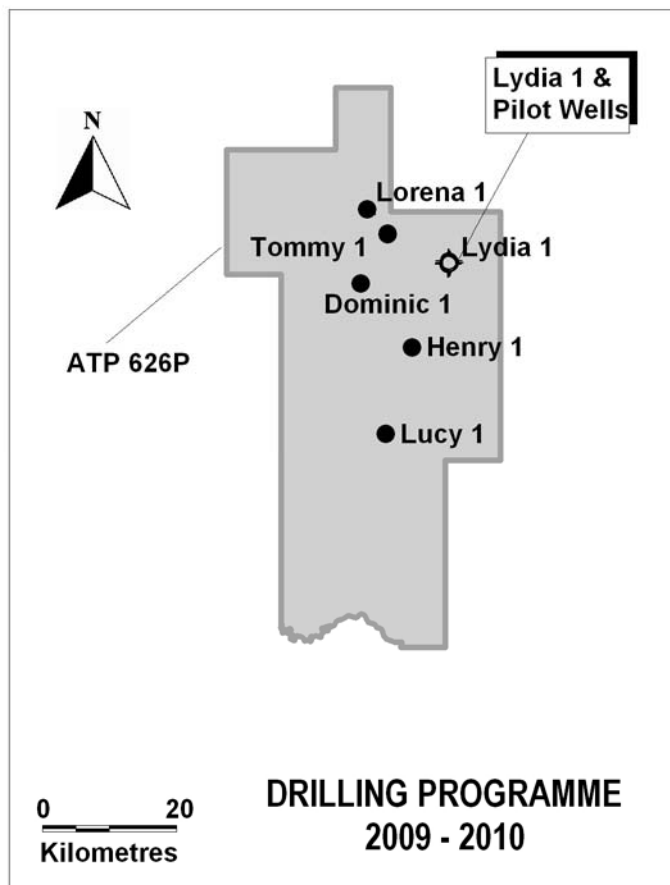 Lydia 1 &
Pilot Wells
N
Lorena 1
Tommy 1
Lydia 1
Dominic 1
Henry 1
ATP 626P
Lucy 1
0 20
Kilometres
DRILLING PROGRAMME
2009 - 2010